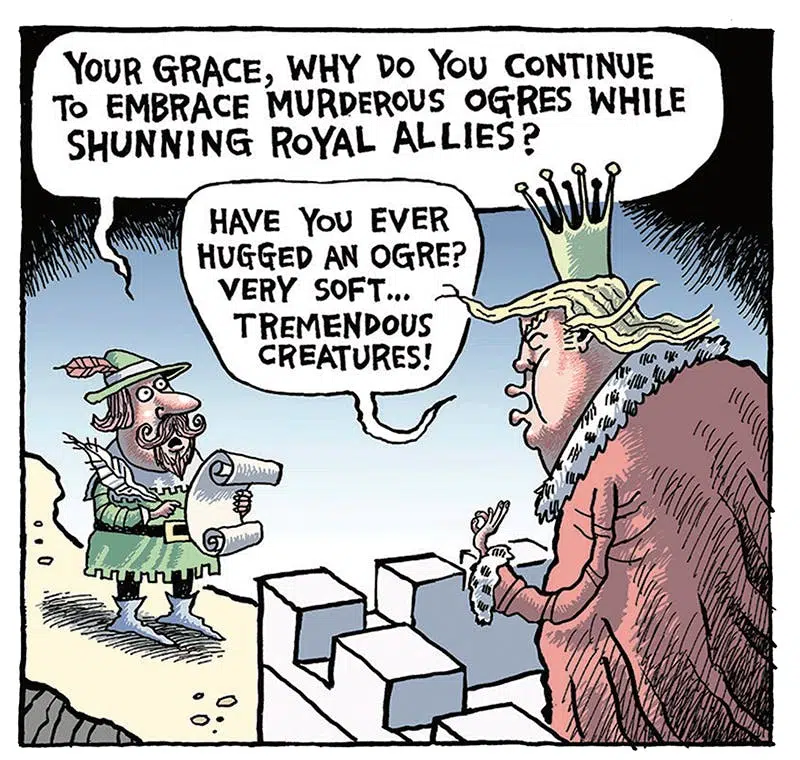 YOUR GRACE, WHY DO YOU CONTINUE
TO EMBRACE MURDEROUS OGRES WHILE
SHUNNING ROYAL ALLIES?
HAVE YOU EVER
HUGGED AN OGRE?
VERY SOFT...
TREMENDOUS
CREATURES!